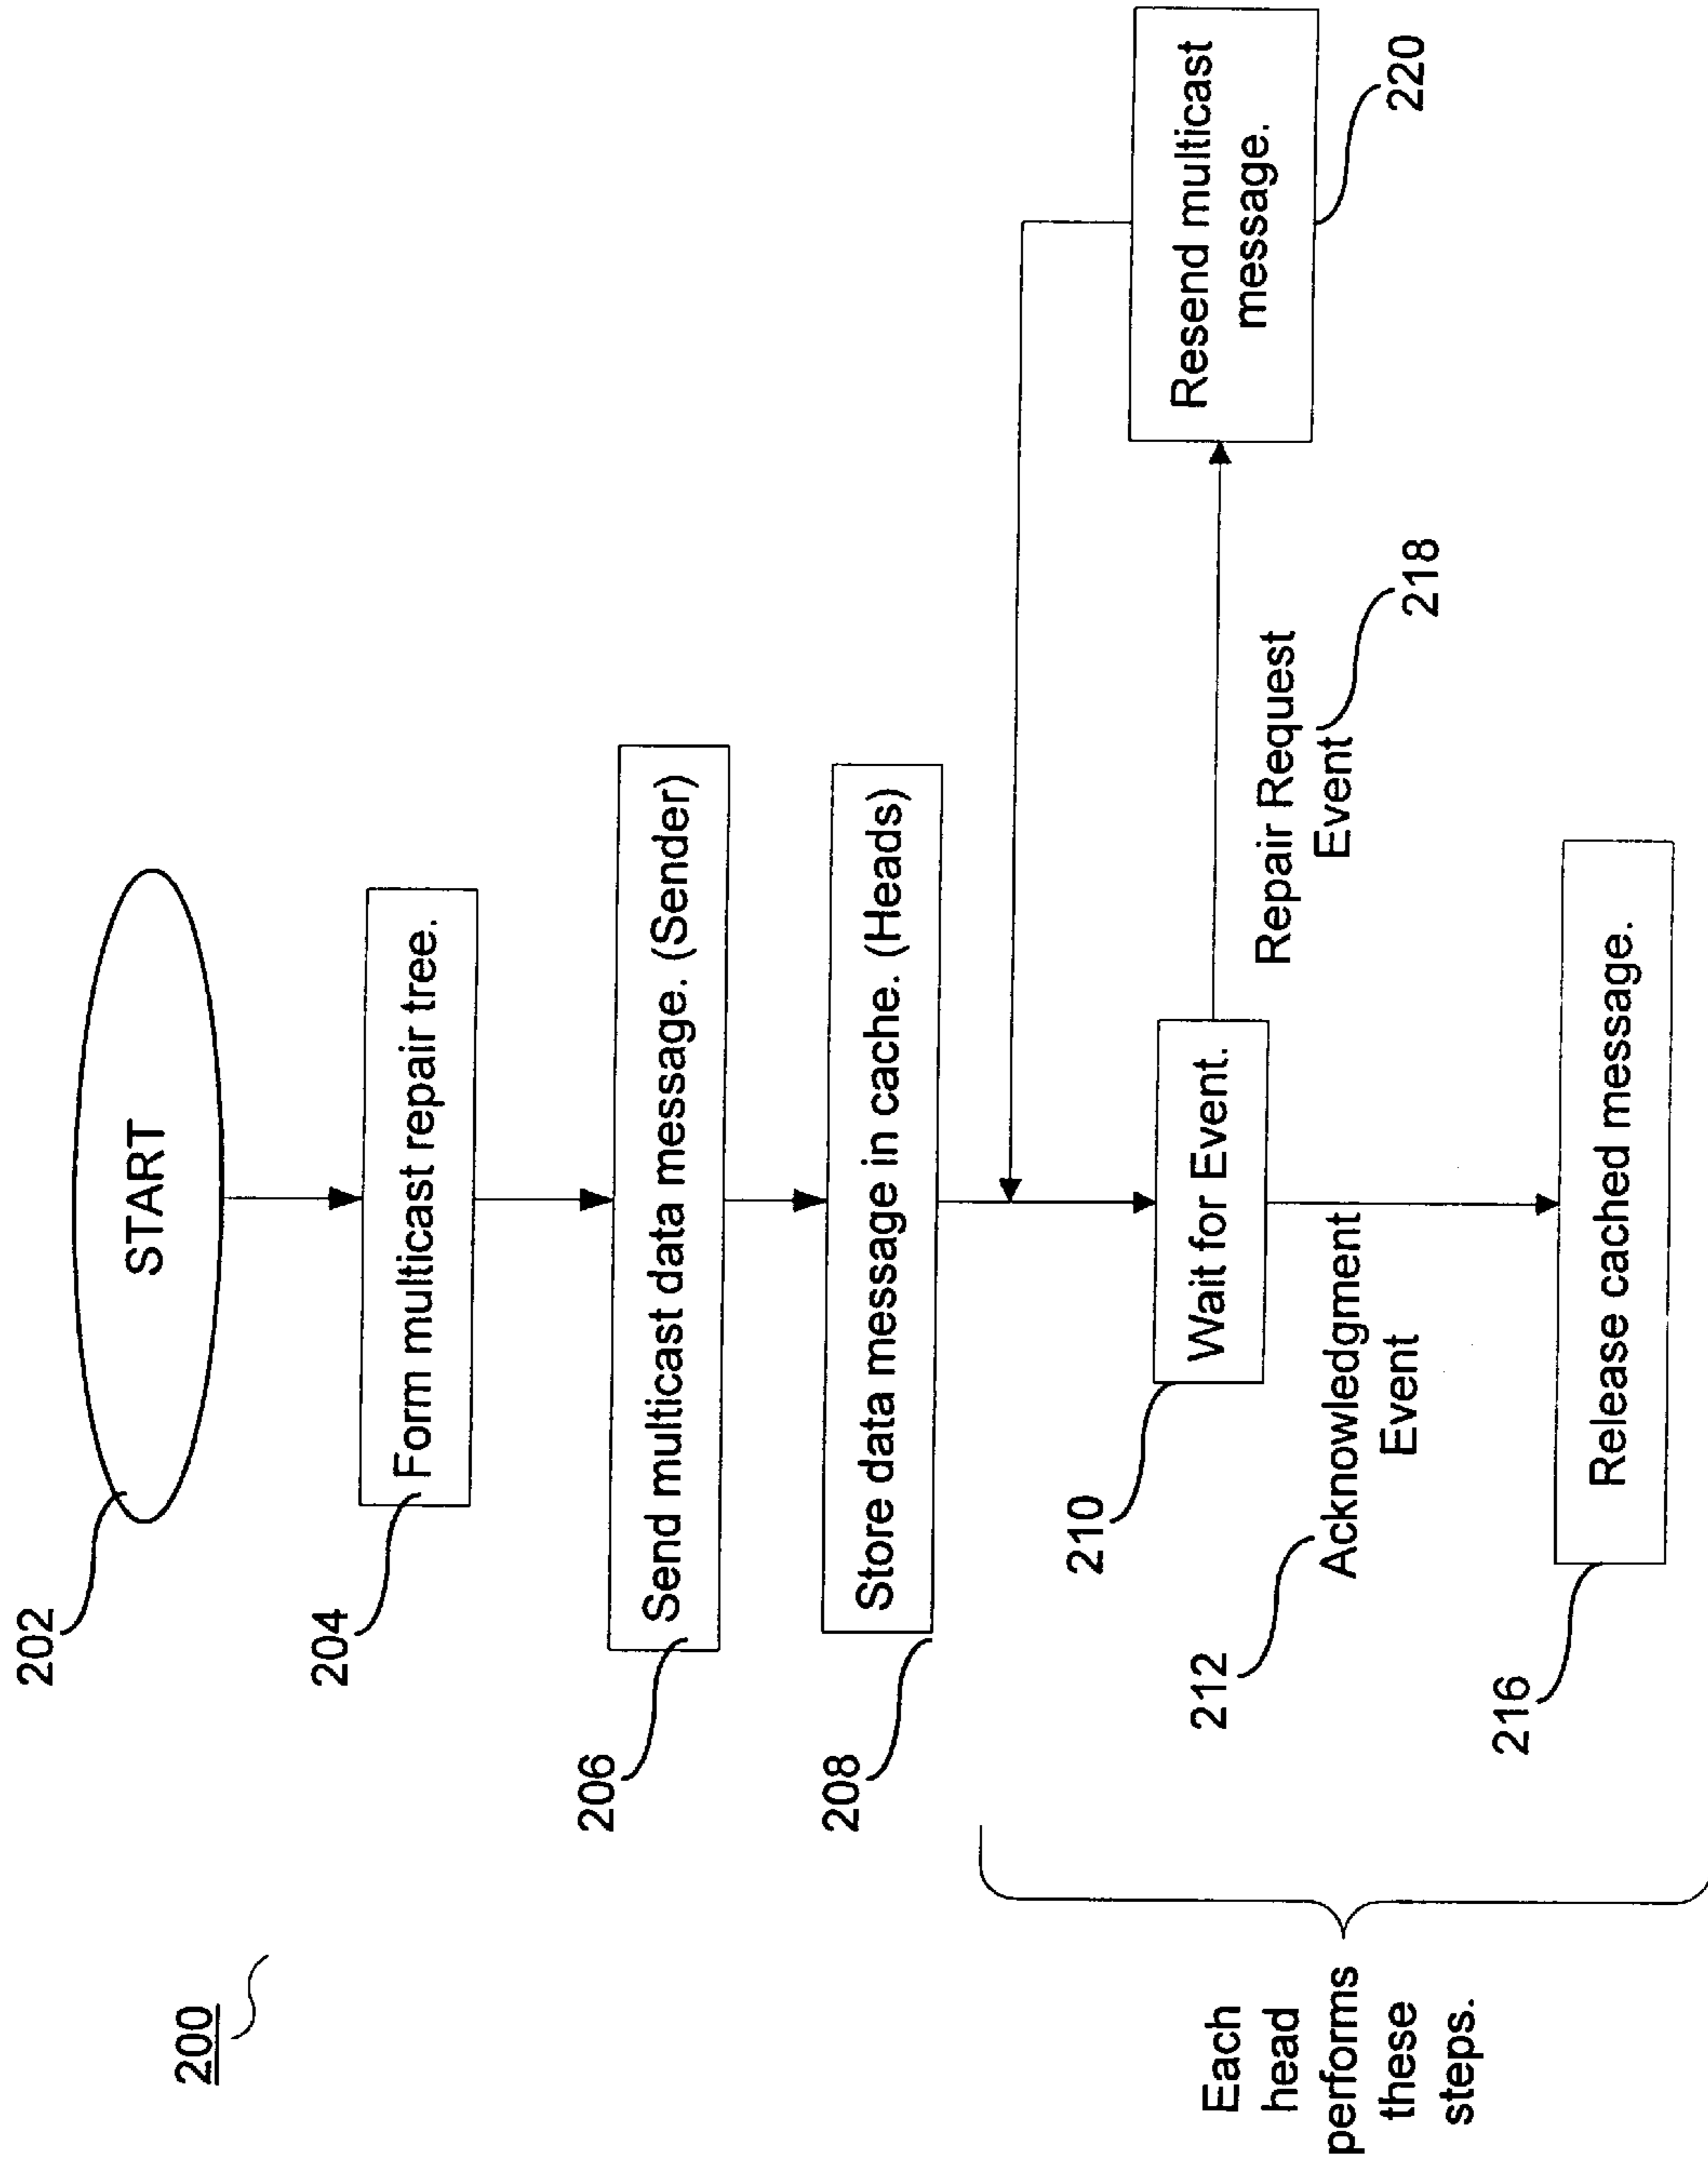 200
202
START
204
Form multicast repair tree.
206
Send multicast data message. (Sender)
208
Store data message in cache. (Heads)
210
Wait for Event.
Repair Request
Event
218
Resend multicast
message.
220
212
Acknowledgment
Event
216
Release cached message.
Each
head
performs
these
steps.